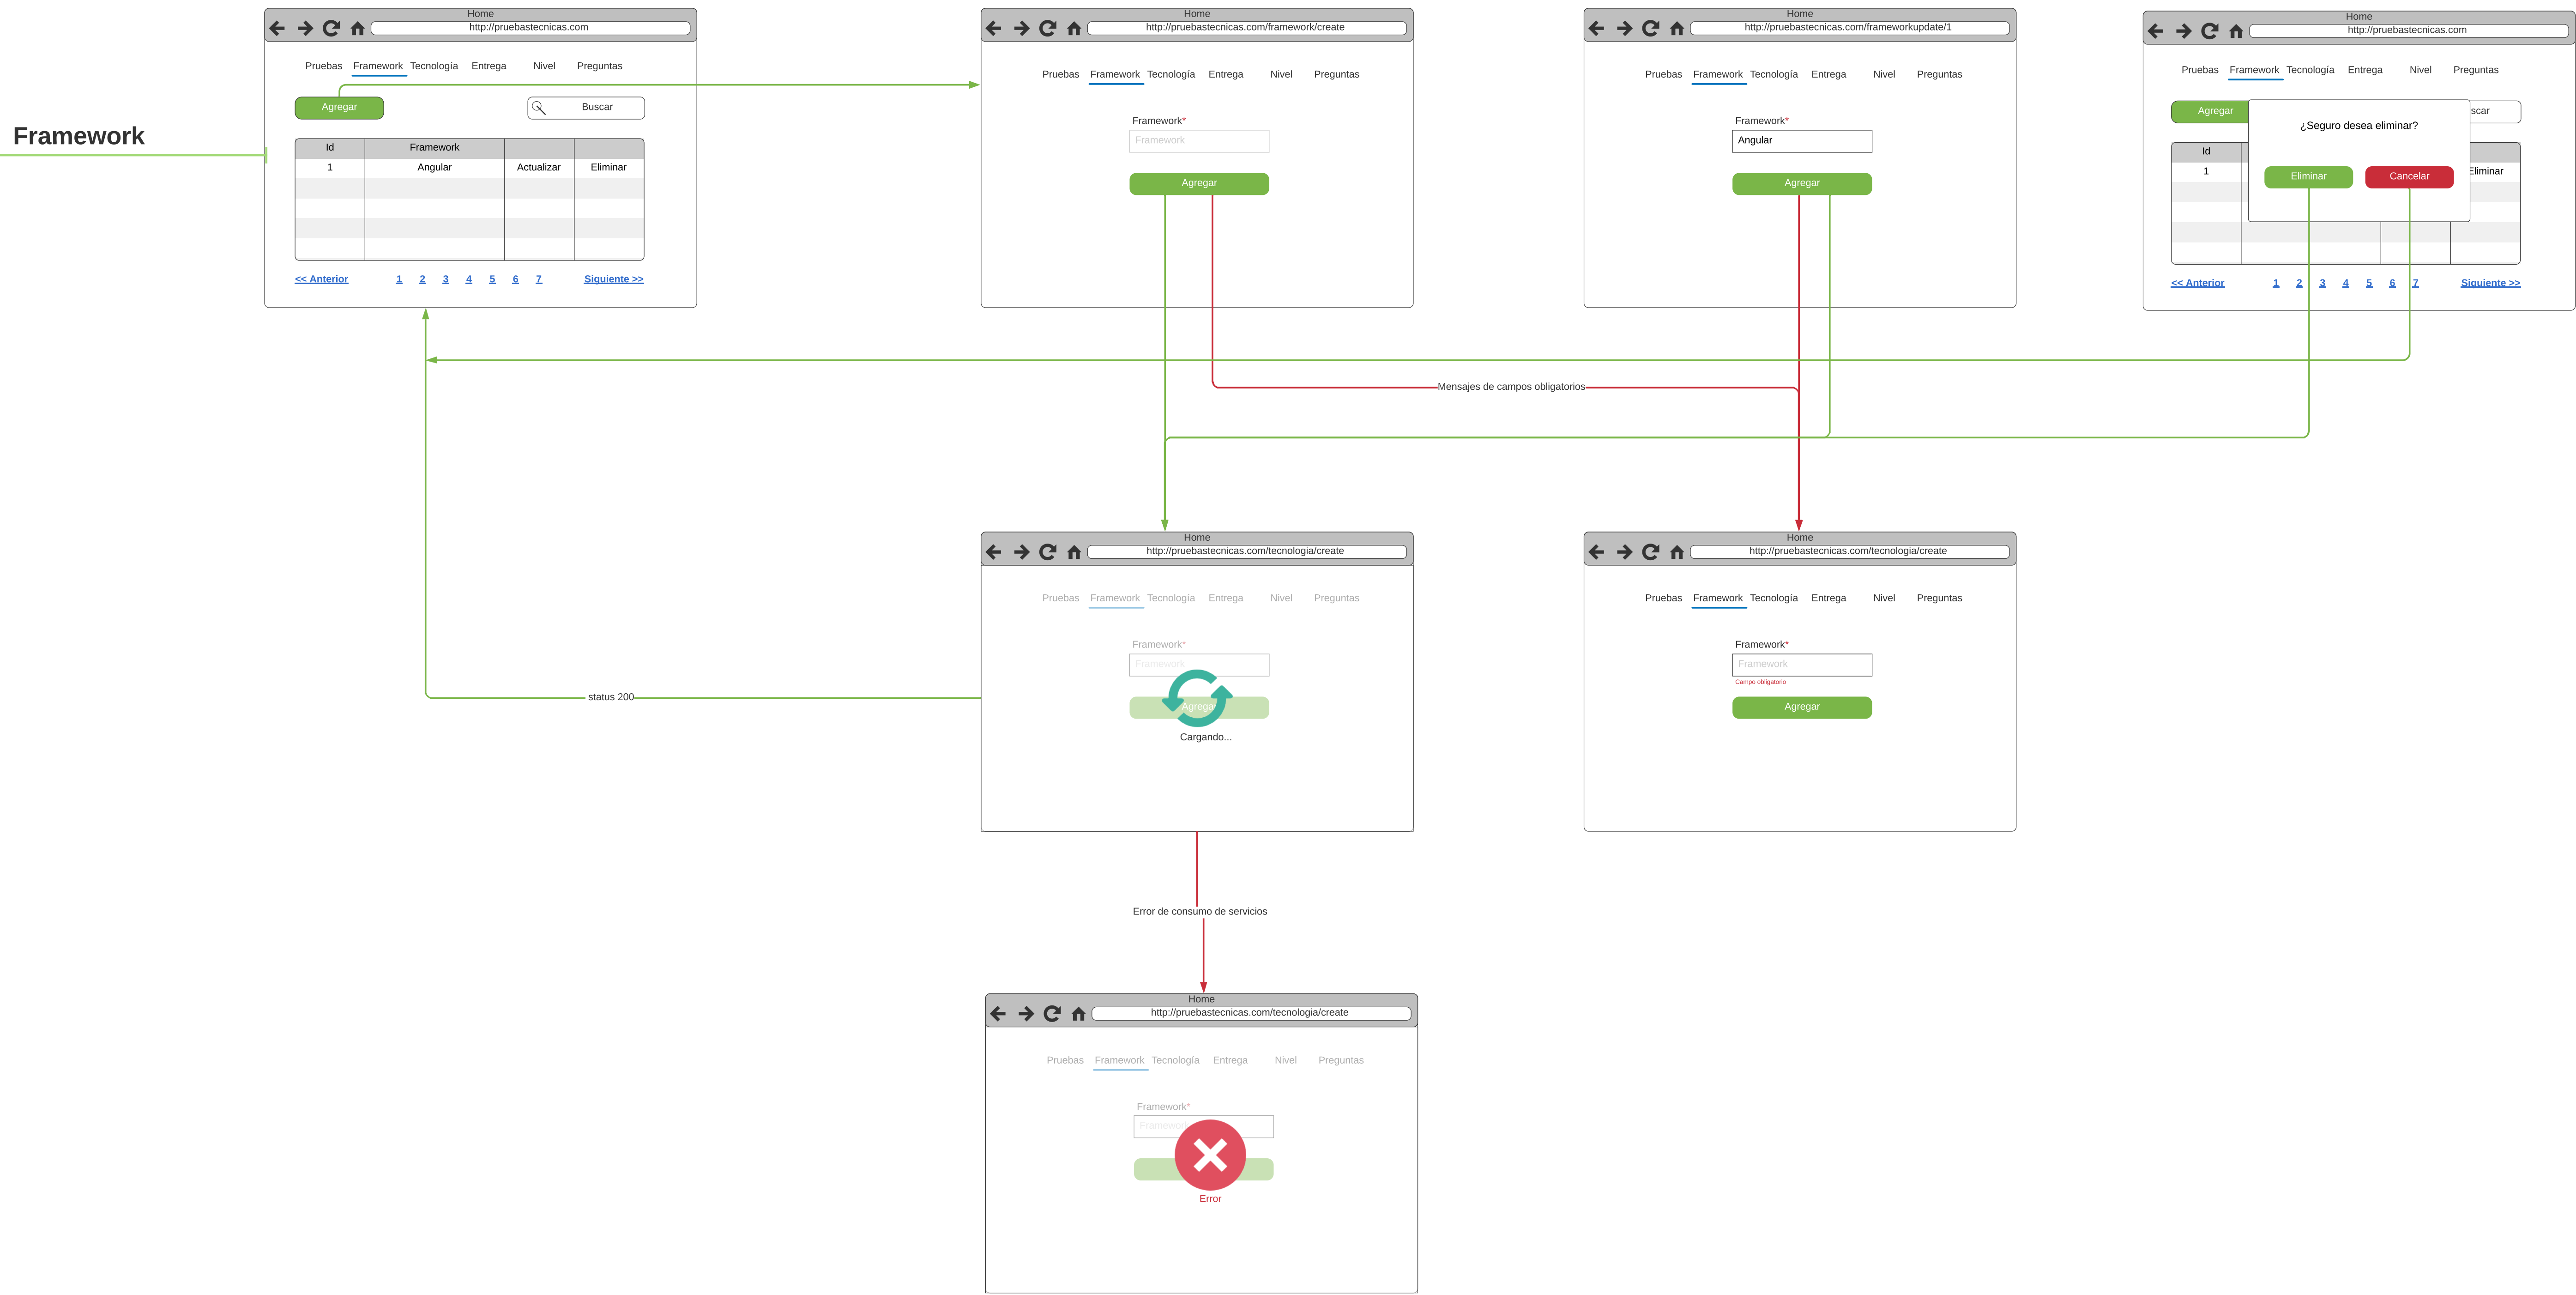 Framework
Home
http://pruebastecnicas.com
Pruebas Framework Tecnología Entrega Nivel Preguntas
Agregar Buscar
Id Framework
1 Angular Actualizar Eliminar
<< Anterior 1 2 3 4 5 6 7 Siguiente >>
Home
http://pruebastecnicas.com/framework/create
Pruebas Framework Tecnología Entrega Nivel Preguntas
Framework*
Framework
Agregar
Home
http://pruebastecnicas.com/frameworkupdate/1
Pruebas Framework Tecnología Entrega Nivel Preguntas
Framework*
Angular
Agregar
Home
http://pruebastecnicas.com
Pruebas Framework Tecnología Entrega Nivel Preguntas
Agregar scar
¿Seguro desea eliminar?
Id
1 Eliminar
Eliminar Cancelar
<< Anterior 1 2 3 4 5 6 7 Siguiente >>
Mensajes de campos obligatorios
status 200
Home
http://pruebastecnicas.com/tecnologia/create
Pruebas Framework Tecnología Entrega Nivel Preguntas
Framework*
Framework
Agregar
Cargando...
Home
http://pruebastecnicas.com/tecnologia/create
Pruebas Framework Tecnología Entrega Nivel Preguntas
Framework*
Framework
Campo obligatorio
Agregar
Error de consumo de servicios
Home
http://pruebastecnicas.com/tecnologia/create
Pruebas Framework Tecnología Entrega Nivel Preguntas
Framework*
Framework
Error